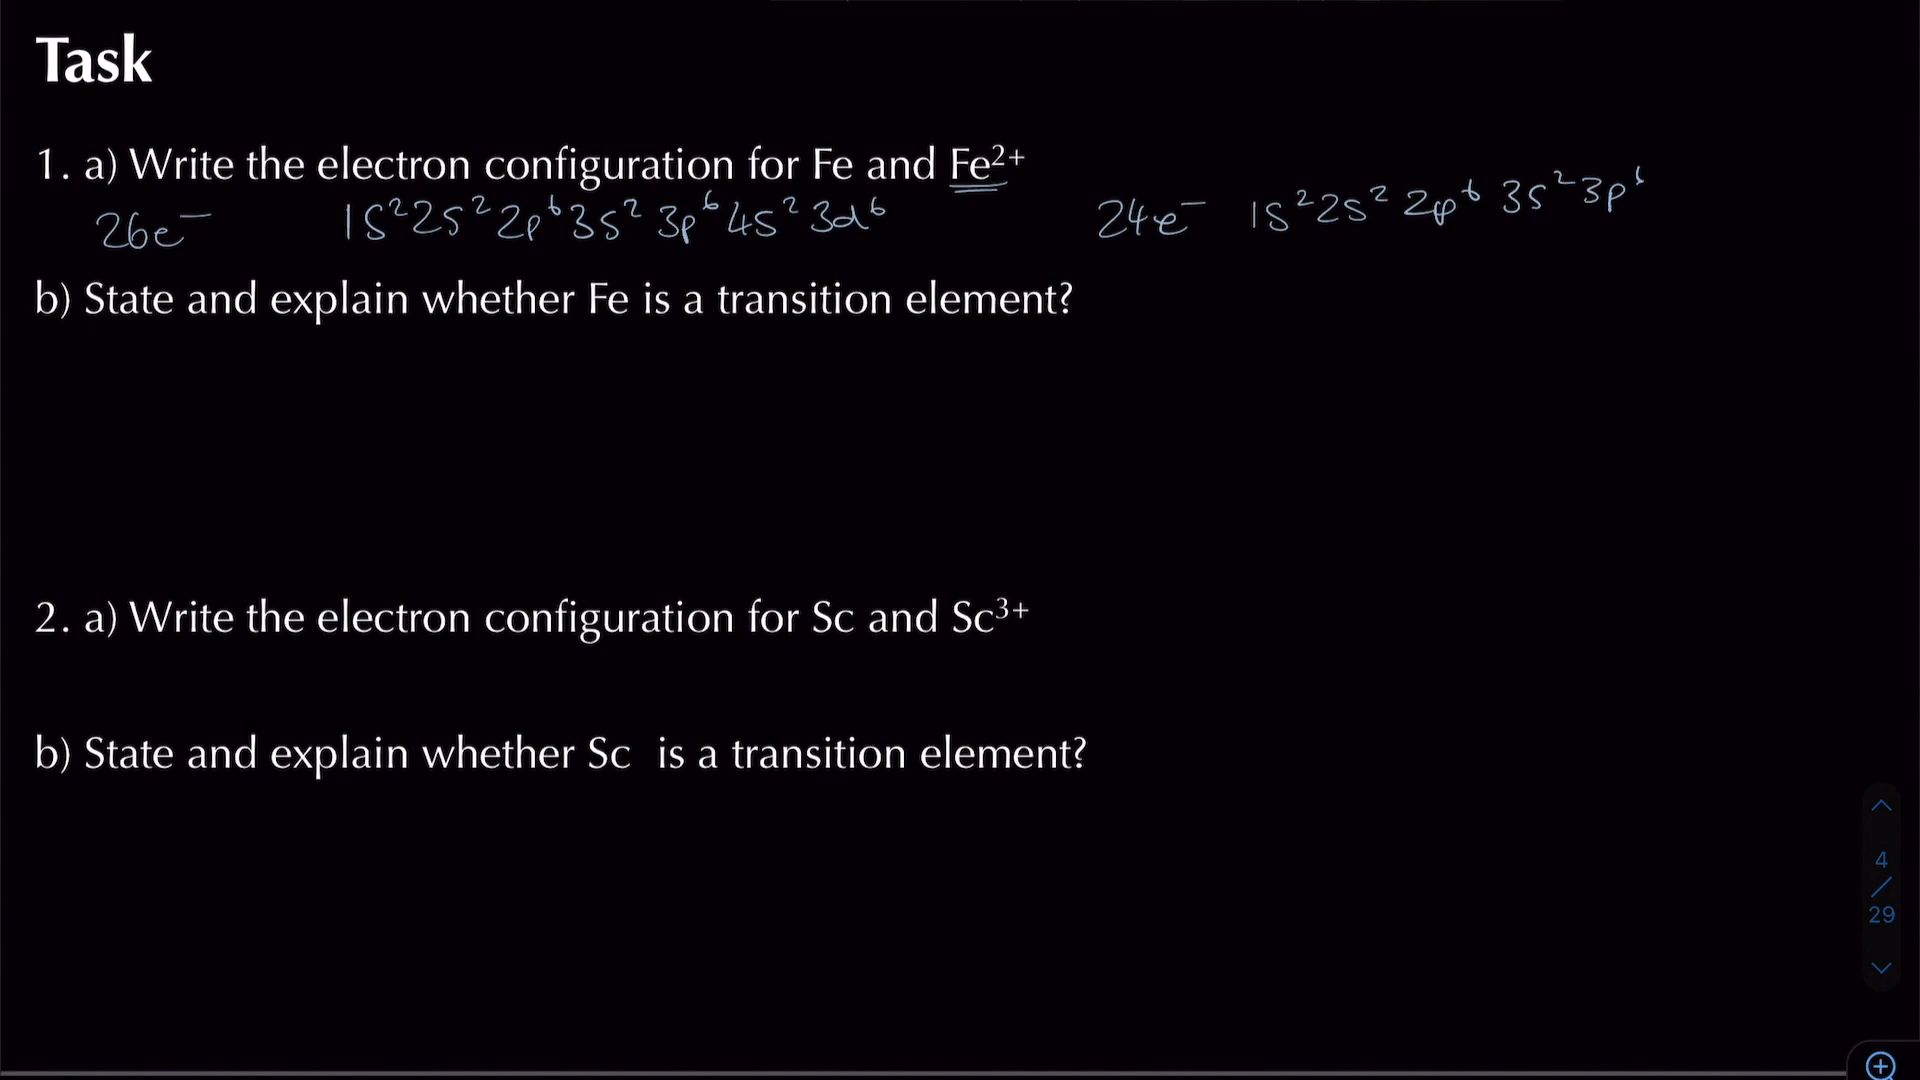 Task
1. a) Write the electron configuration for Fe and Fe²⁺
26e⁻ 1s²2s²2p⁶3s²3p⁶4s²3d⁶ 24e⁻ 1s²2s²2p⁶3s²3p⁶
b) State and explain whether Fe is a transition element?
2. a) Write the electron configuration for Sc and Sc³⁺
b) State and explain whether Sc is a transition element?
4
/
29